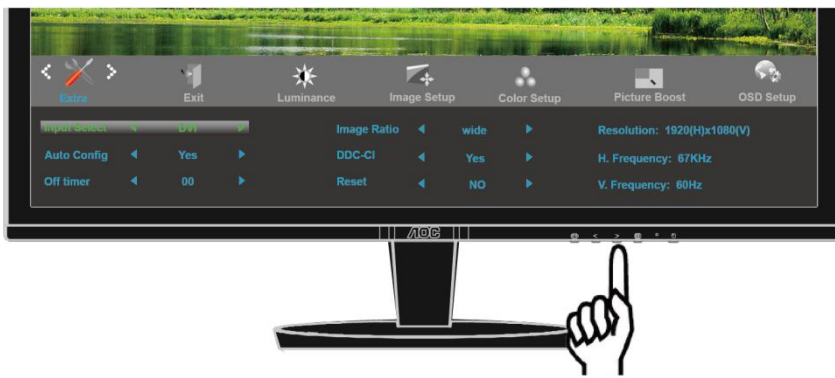 Extra Exit Luminance Image Setup Color Setup Picture Boost OSD Setup
Input Select DVI Image Ratio wide Resolution: 1920(H)x1080(V)
Auto Config Yes DDC-CI Yes H. Frequency: 67KHz
Off timer 00 Reset NO V. Frequency: 60Hz
AOC